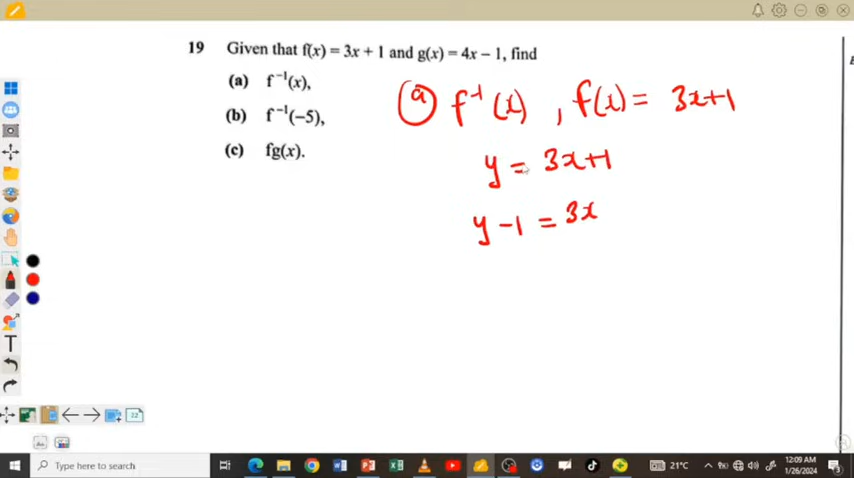 19 Given that f(x) = 3x + 1 and g(x) = 4x − 1, find
(a) f⁻¹(x),
(b) f⁻¹(−5),
(c) fg(x).
(a) f⁻¹(x) , f(x) = 3x+1
y = 3x+1
y − 1 = 3x
T
12
Type here to search
21°C
12:09 AM
1/26/2024